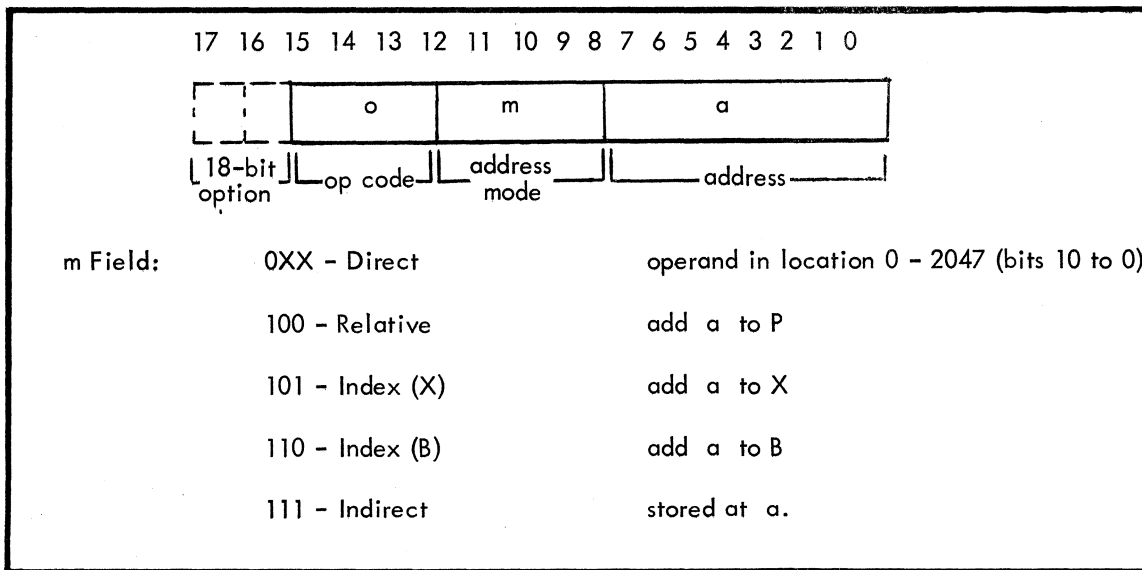 17 16 15 14 13 12 11 10 9 8 7 6 5 4 3 2 1 0
o m a
18-bit option op code address mode address
m Field: 0XX - Direct operand in location 0 - 2047 (bits 10 to 0)
100 - Relative add a to P
101 - Index (X) add a to X
110 - Index (B) add a to B
111 - Indirect stored at a.